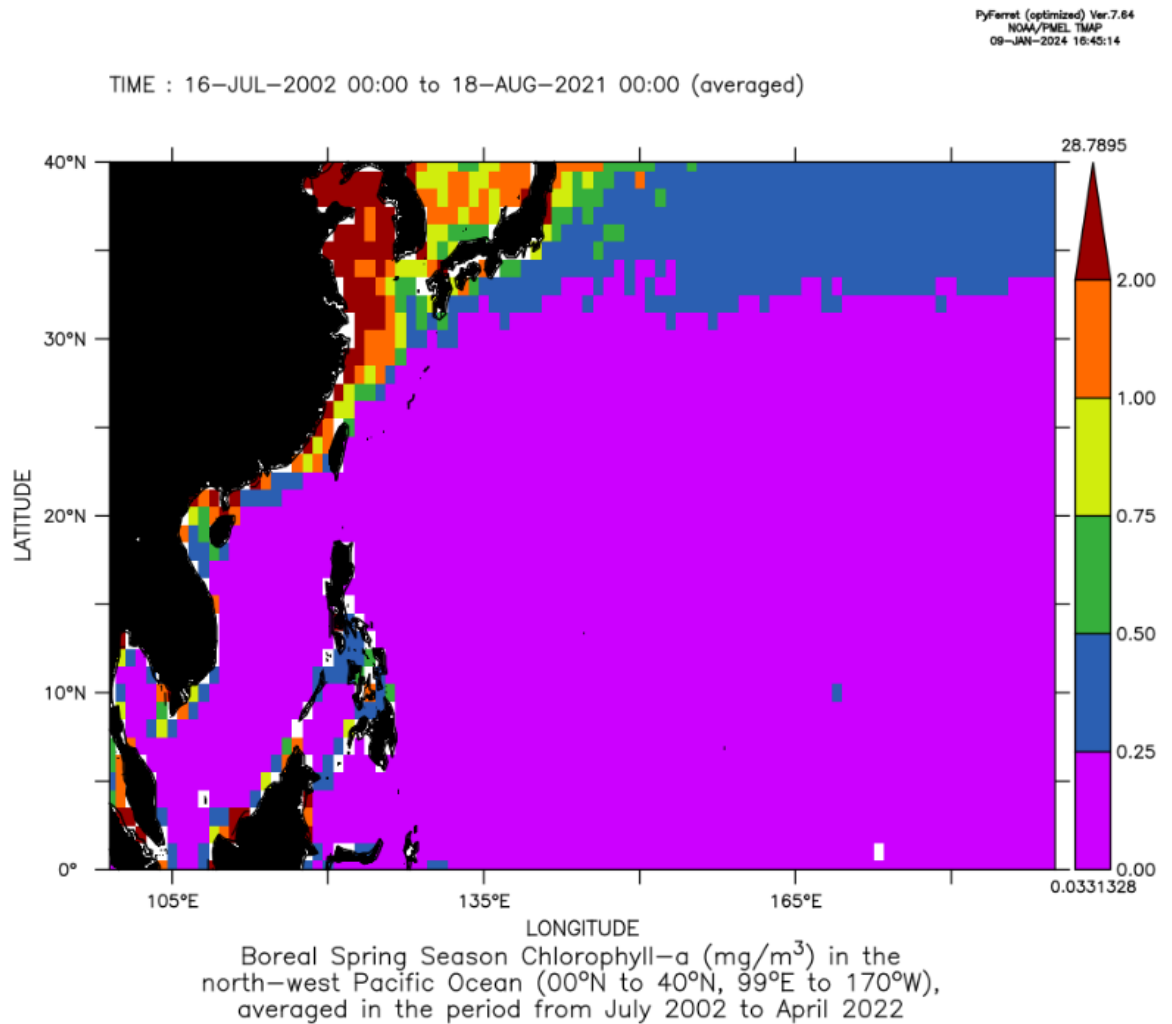 PyFerret (optimized) Ver.7.64
NOAA/PMEL TMAP
09-JAN-2024 16:45:14
TIME : 16-JUL-2002 00:00 to 18-AUG-2021 00:00 (averaged)
28.7895
40°N
2.00
30°N
1.00
LATITUDE
20°N
0.75
0.50
10°N
0.25
0°
0.00
0.0331328
105°E 135°E 165°E
LONGITUDE
Boreal Spring Season Chlorophyll-a (mg/m³) in the
north-west Pacific Ocean (00°N to 40°N, 99°E to 170°W),
averaged in the period from July 2002 to April 2022